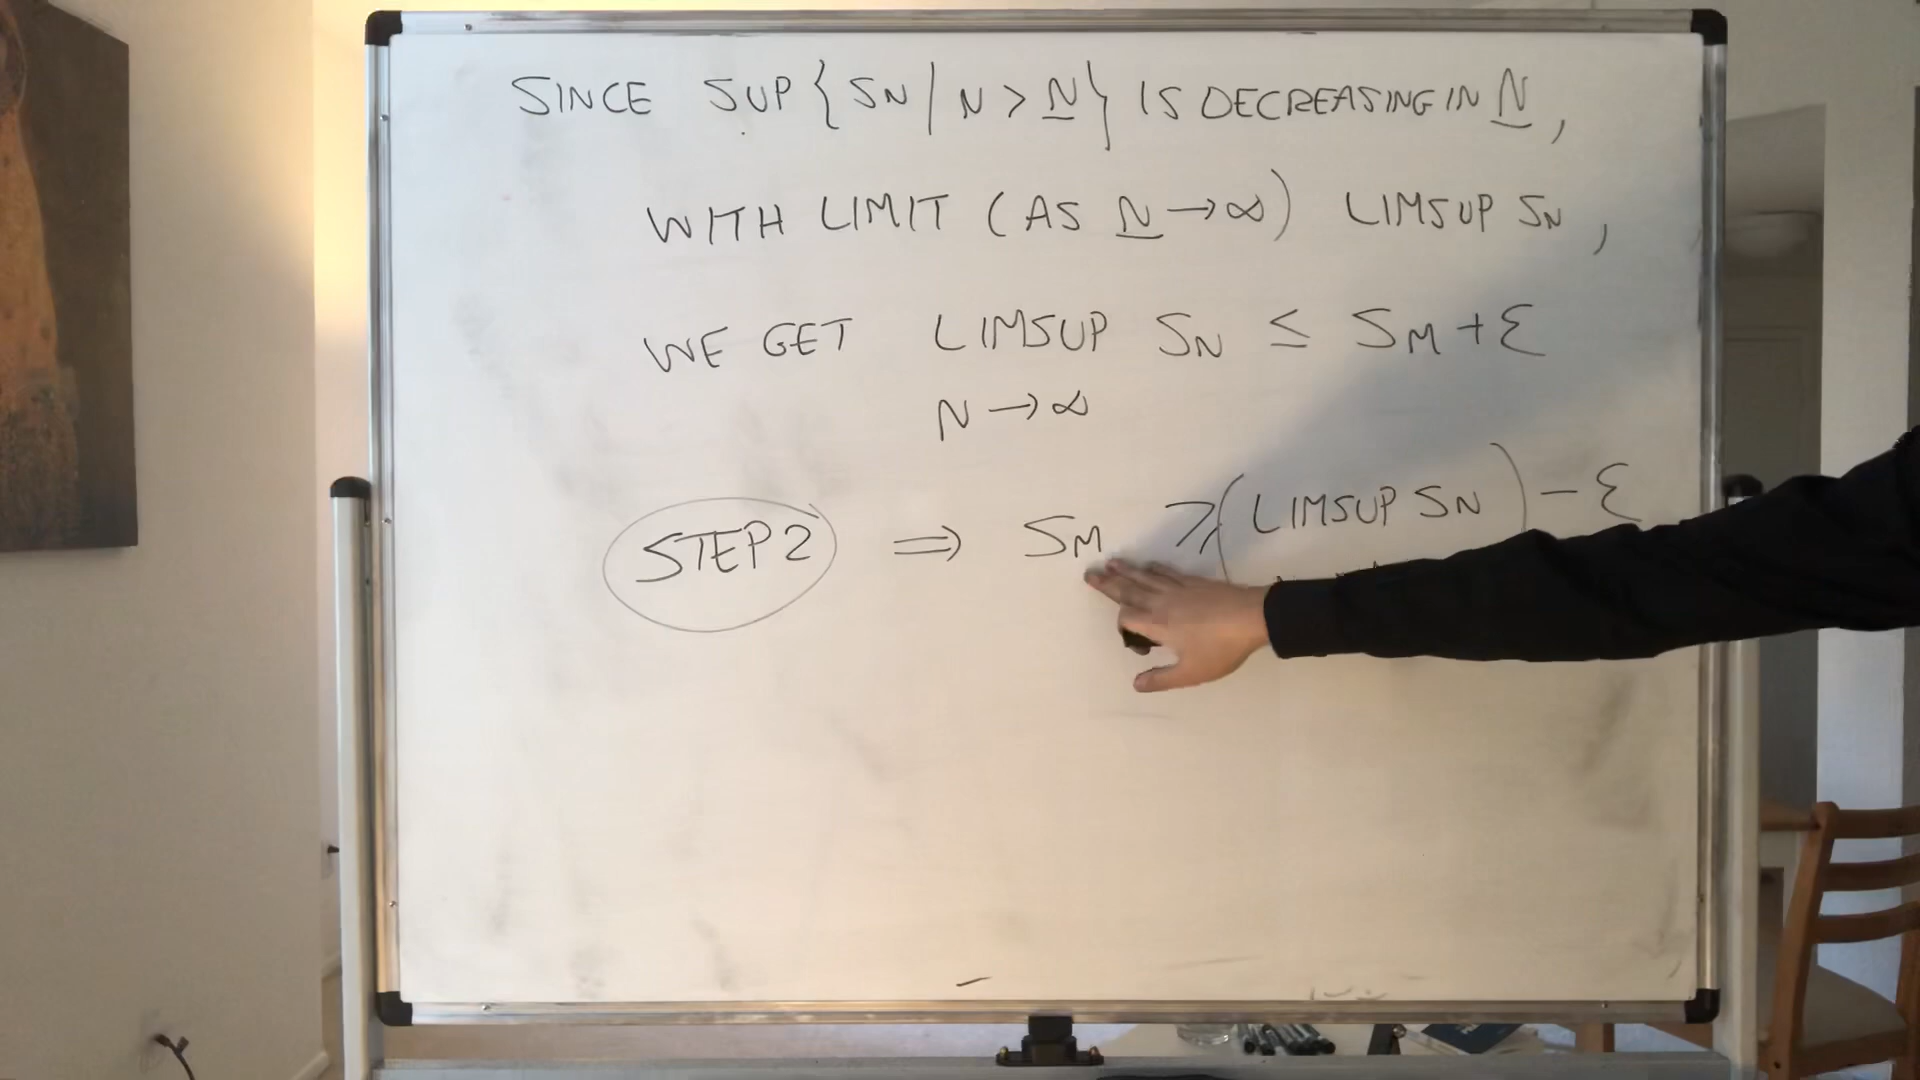 SINCE SUP{SN | N > N} IS DECREASING IN N,
WITH LIMIT (AS N → ∞) LIMSUP SN,
WE GET LIMSUP SN ≤ SM + ε
N → ∞
STEP 2 ⟹ SM ≥ (LIMSUP SN) - ε